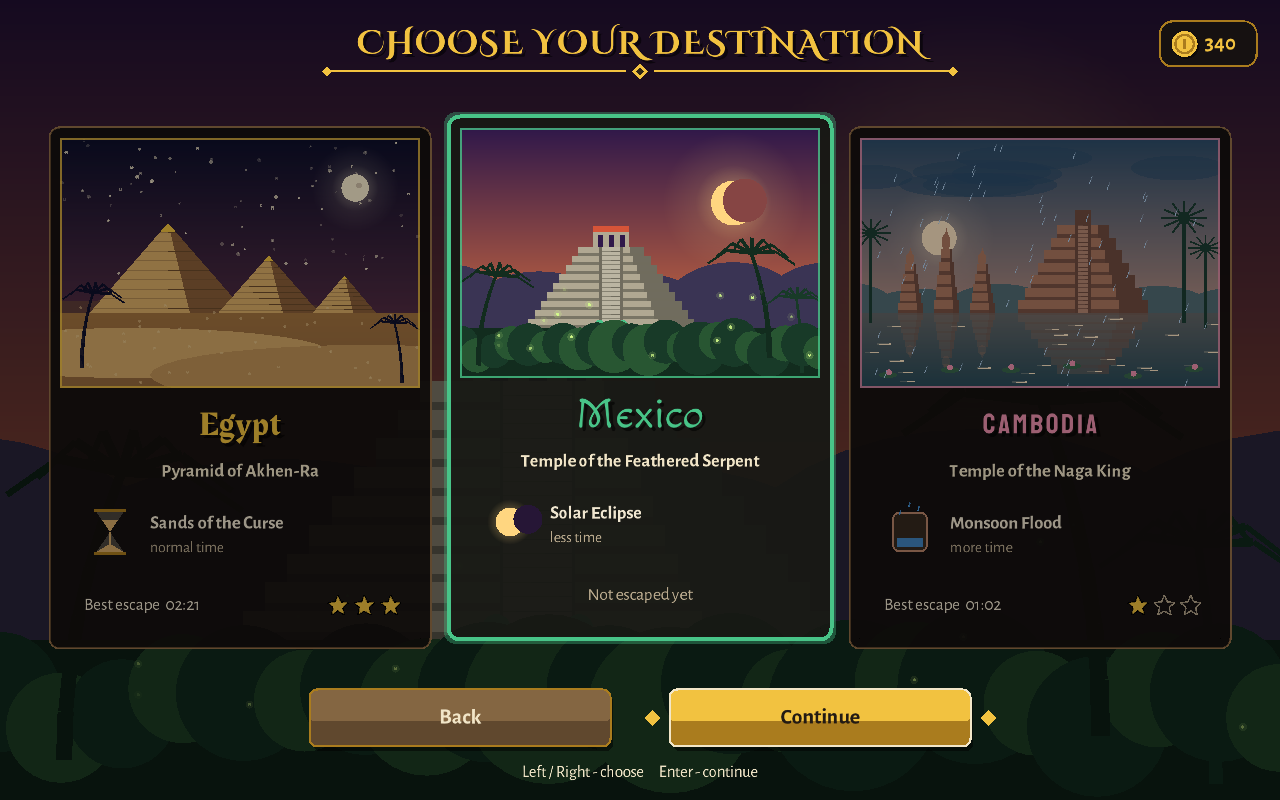 CHOOSE YOUR DESTINATION
340
Egypt
Pyramid of Akhen-Ra
Sands of the Curse
normal time
Best escape 02:21
Mexico
Temple of the Feathered Serpent
Solar Eclipse
less time
Not escaped yet
CAMBODIA
Temple of the Naga King
Monsoon Flood
more time
Best escape 01:02
Back
Continue
Left / Right - choose Enter - continue